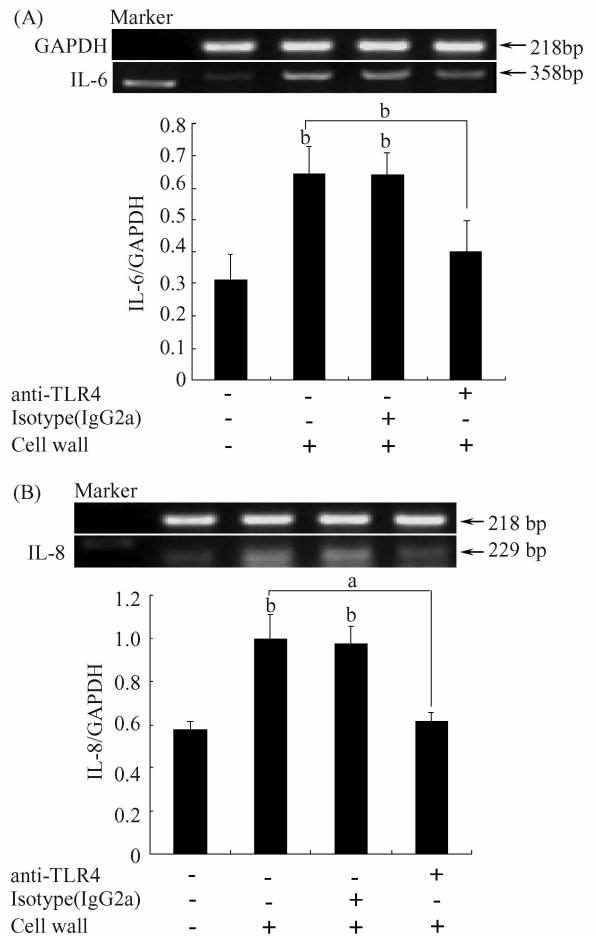 (A)
Marker
GAPDH 218bp
IL-6 358bp
b
0.8
b b
0.7
0.6
0.5
0.4
0.3
0.2
0.1
0
IL-6/GAPDH
anti-TLR4 - - - +
Isotype(IgG2a) - - + -
Cell wall - + + +
(B)
Marker
218 bp
IL-8 229 bp
a
1.2
b b
1.0
0.8
0.6
0.4
0.2
0
IL-8/GAPDH
anti-TLR4 - - - +
Isotype(IgG2a) - - + -
Cell wall - + + +